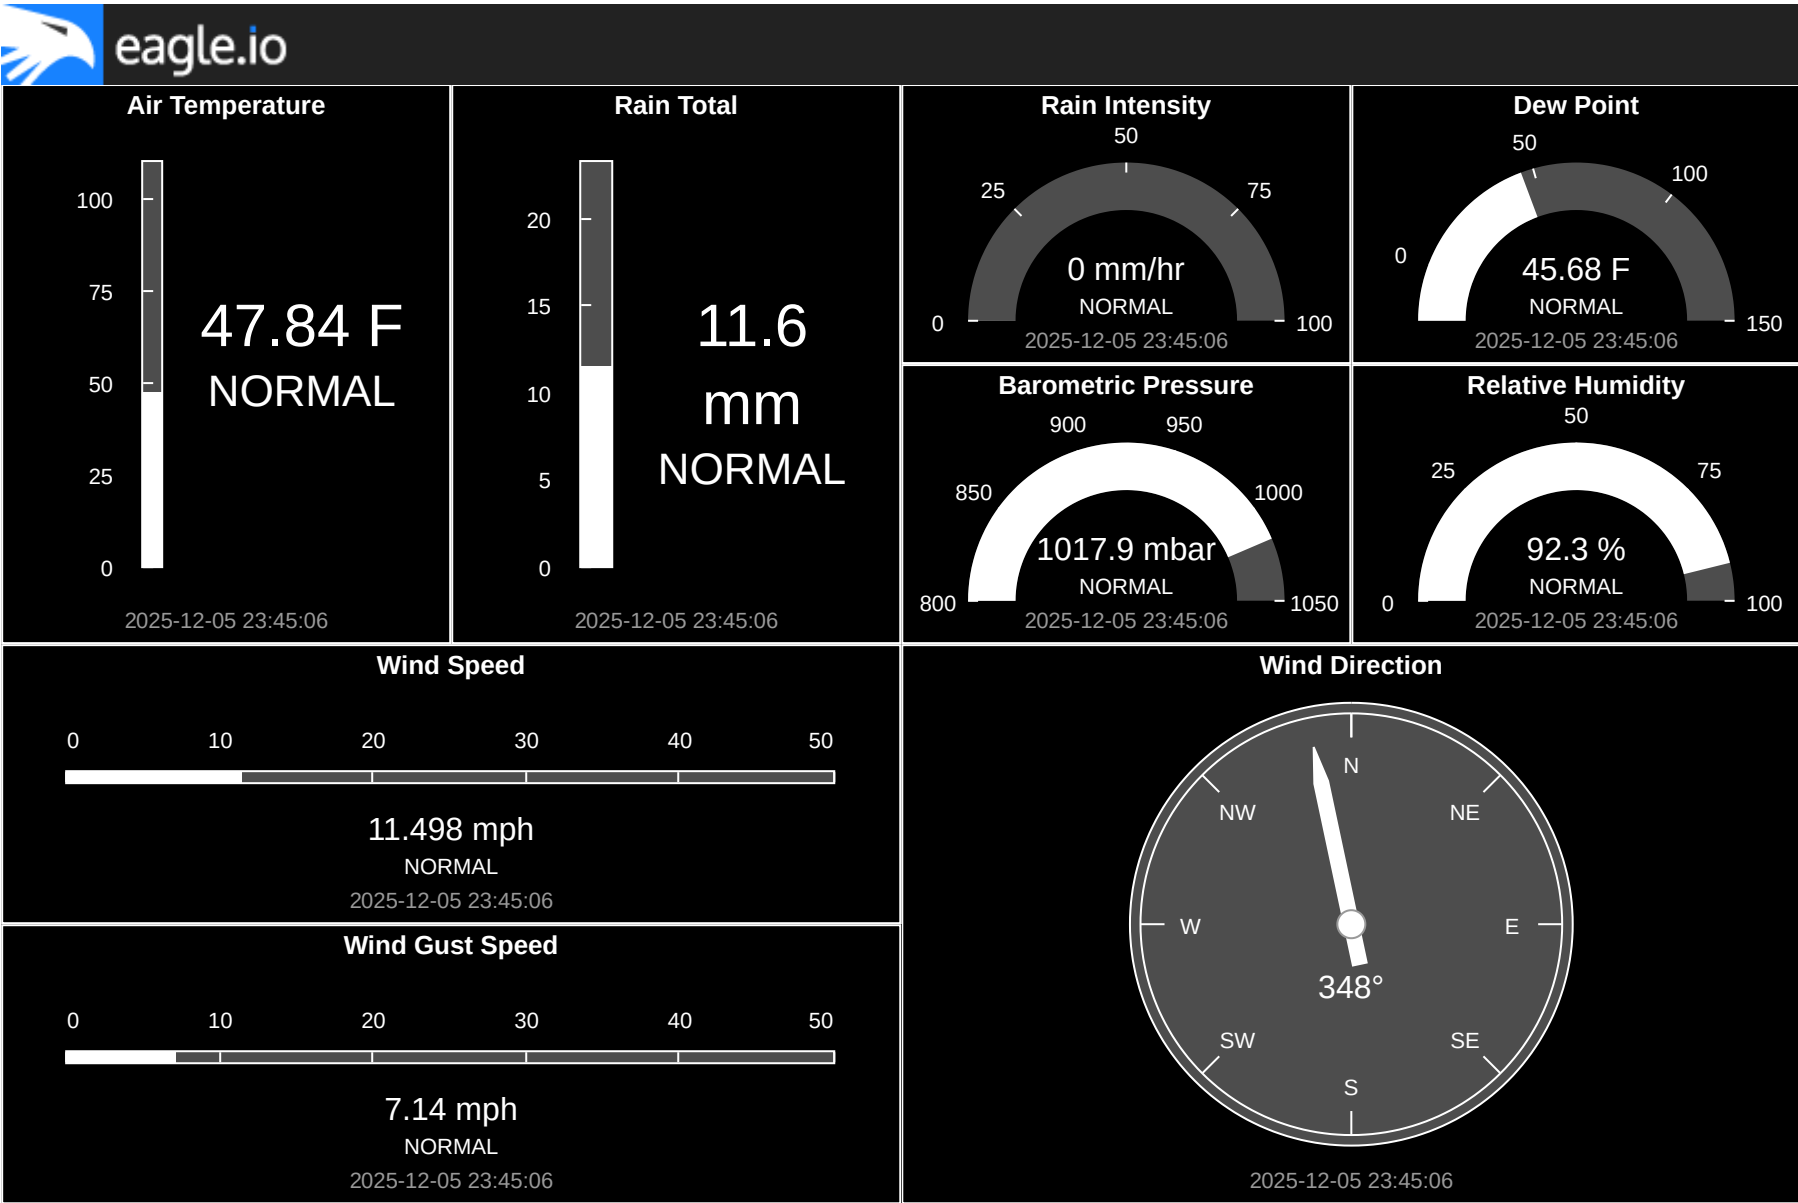 eagle.io
Air Temperature
100
75
50
25
0
47.84 F
NORMAL
2025-12-05 23:45:06
Rain Total
20
15
10
5
0
11.6
mm
NORMAL
2025-12-05 23:45:06
Rain Intensity
50
25
75
0
100
0 mm/hr
NORMAL
2025-12-05 23:45:06
Dew Point
50
100
0
150
45.68 F
NORMAL
2025-12-05 23:45:06
Barometric Pressure
900
950
850
1000
800
1050
1017.9 mbar
NORMAL
2025-12-05 23:45:06
Relative Humidity
50
25
75
0
100
92.3 %
NORMAL
2025-12-05 23:45:06
Wind Speed
0 10 20 30 40 50
11.498 mph
NORMAL
2025-12-05 23:45:06
Wind Gust Speed
0 10 20 30 40 50
7.14 mph
NORMAL
2025-12-05 23:45:06
Wind Direction
N
NW
NE
W
E
348°
SW
SE
S
2025-12-05 23:45:06